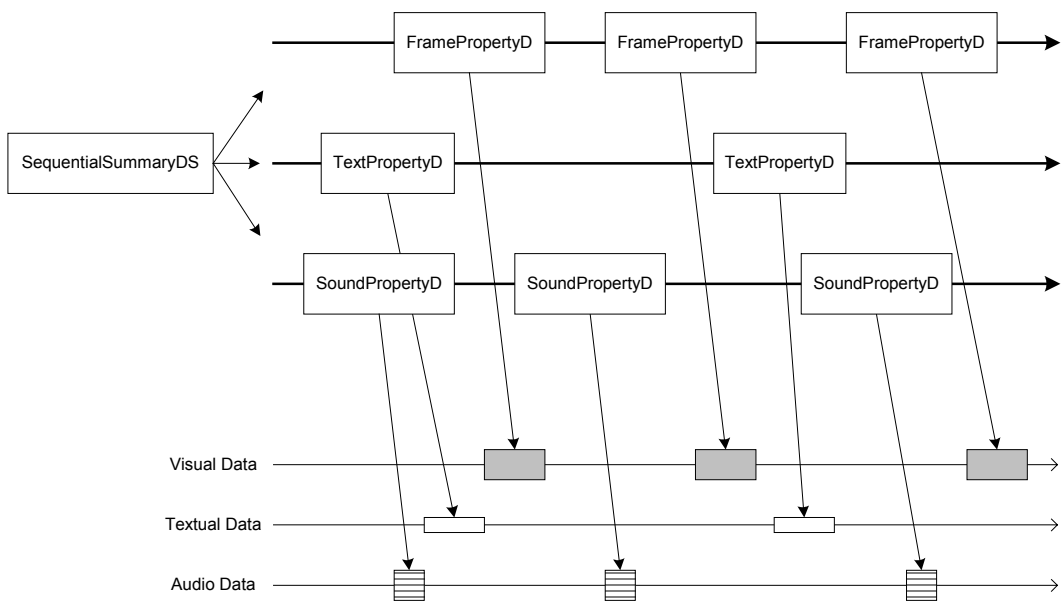 FramePropertyD FramePropertyD FramePropertyD
SequentialSummaryDS TextPropertyD TextPropertyD
SoundPropertyD SoundPropertyD SoundPropertyD
Visual Data
Textual Data
Audio Data